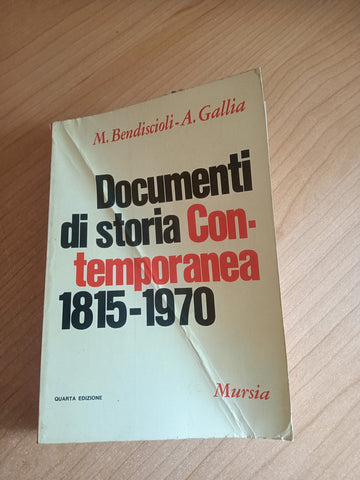 M. Bendiscioli-A. Gallia
Documenti
di storia Con-
temporanea
1815-1970
QUARTA EDIZIONE
Mursia